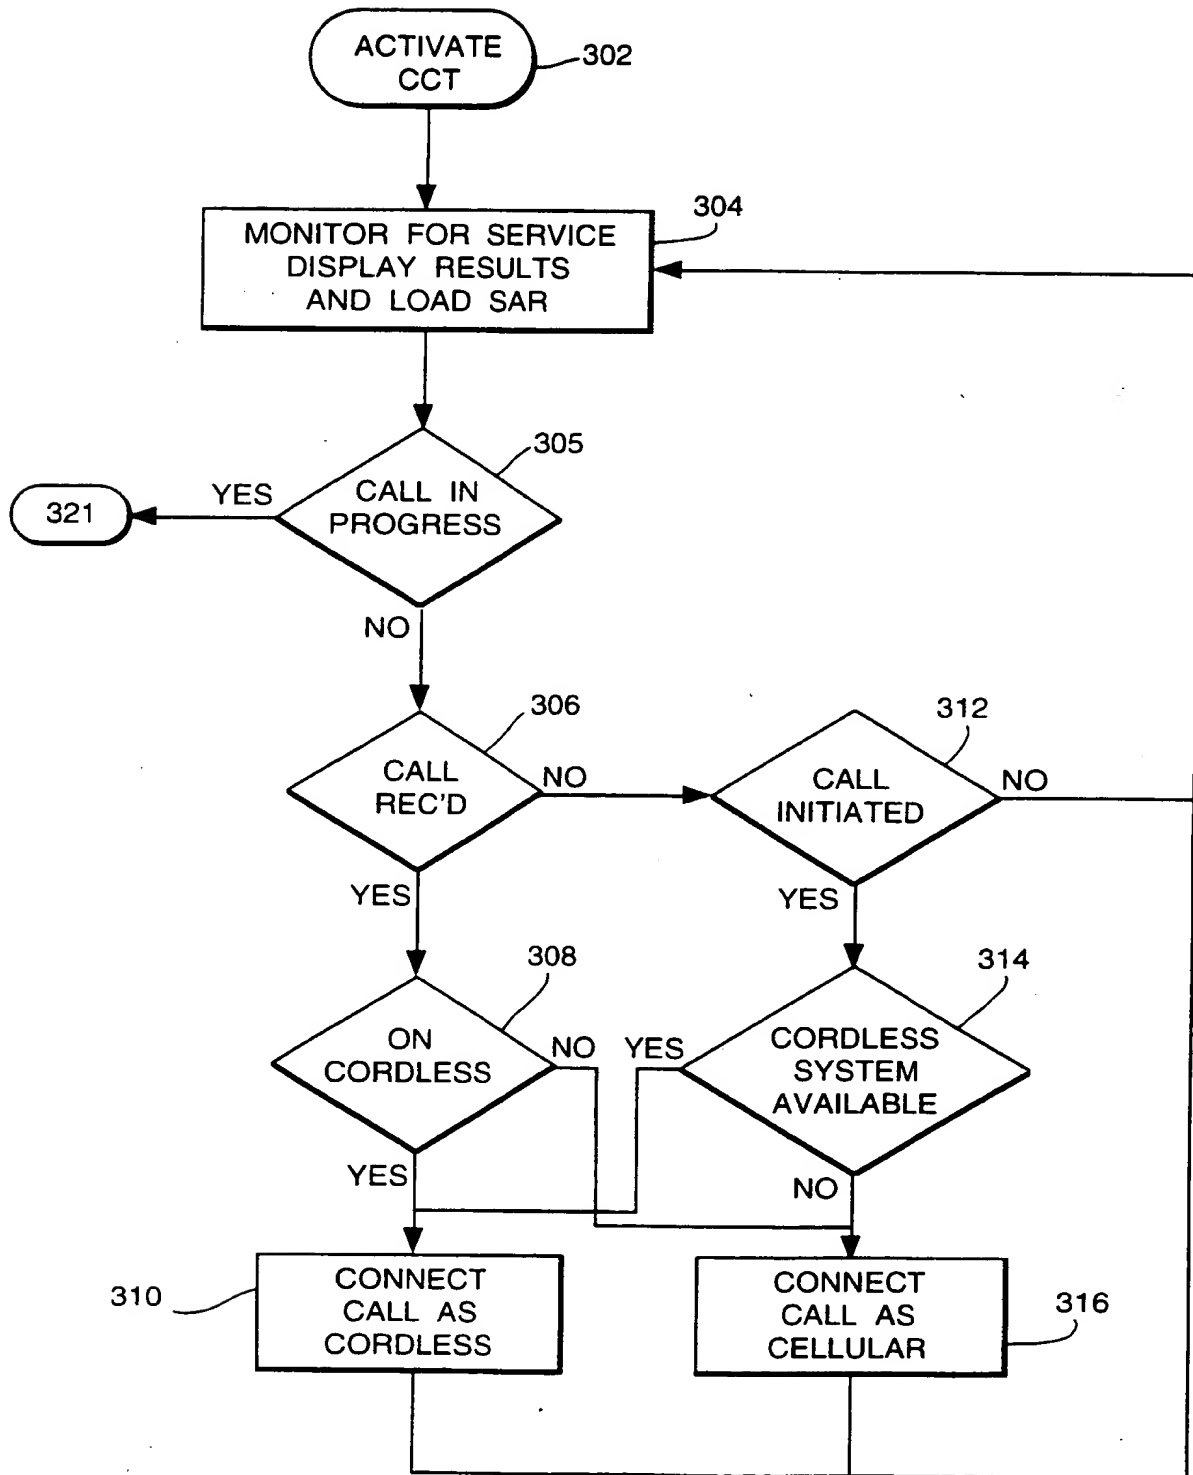 ACTIVATE
CCT
302
304
MONITOR FOR SERVICE
DISPLAY RESULTS
AND LOAD SAR
305
YES
321
CALL IN
PROGRESS
NO
306
312
CALL
REC'D
NO
CALL
INITIATED
NO
YES
YES
308
314
ON
CORDLESS
NO
YES
CORDLESS
SYSTEM
AVAILABLE
YES
NO
310
CONNECT
CALL AS
CORDLESS
CONNECT
CALL AS
CELLULAR
316